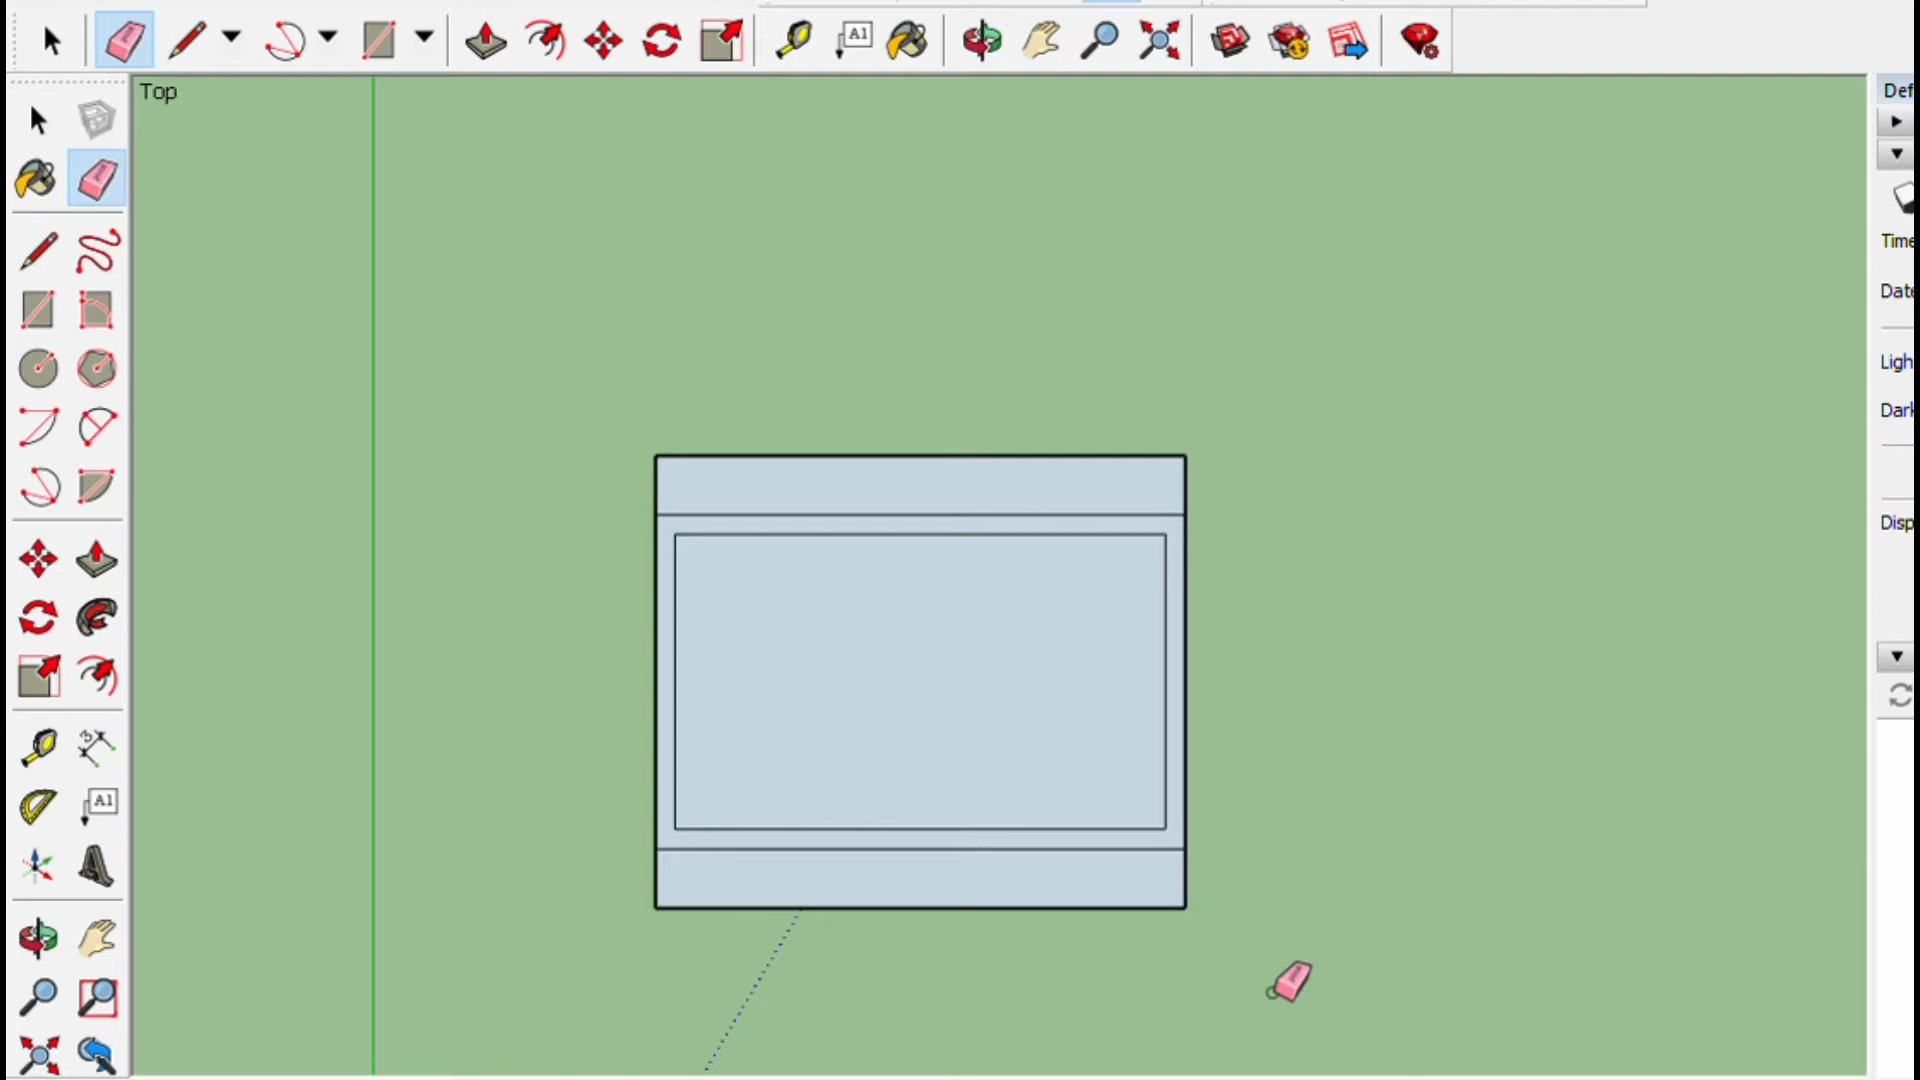 A1
Top
Def
Time
Date
Ligh
Dark
Disp
A1